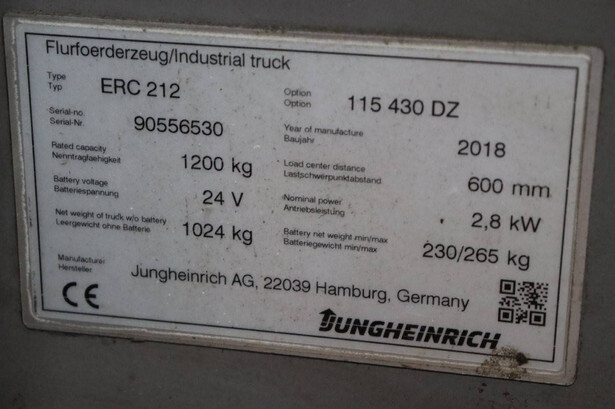 Flurfoerderzeug/Industrial truck
Type
Typ
ERC 212
Option
Option
115 430 DZ
Serial-no.
Serial-Nr.
90556530
Year of manufacture
Baujahr
2018
Rated capacity
Nenntragfaehigkeit
1200 kg
Load center distance
Lastschwerpunktabstand
600 mm
Battery voltage
Batteriespannung
24 V
Nominal power
Antriebsleistung
2,8 kW
Net weight of truck w/o battery
Leergewicht ohne Batterie
1024 kg
Battery net weight min/max
Batteriegewicht min/max
230/265 kg
Manufacturer
Hersteller
Jungheinrich AG, 22039 Hamburg, Germany
CE
JUNGHEINRICH